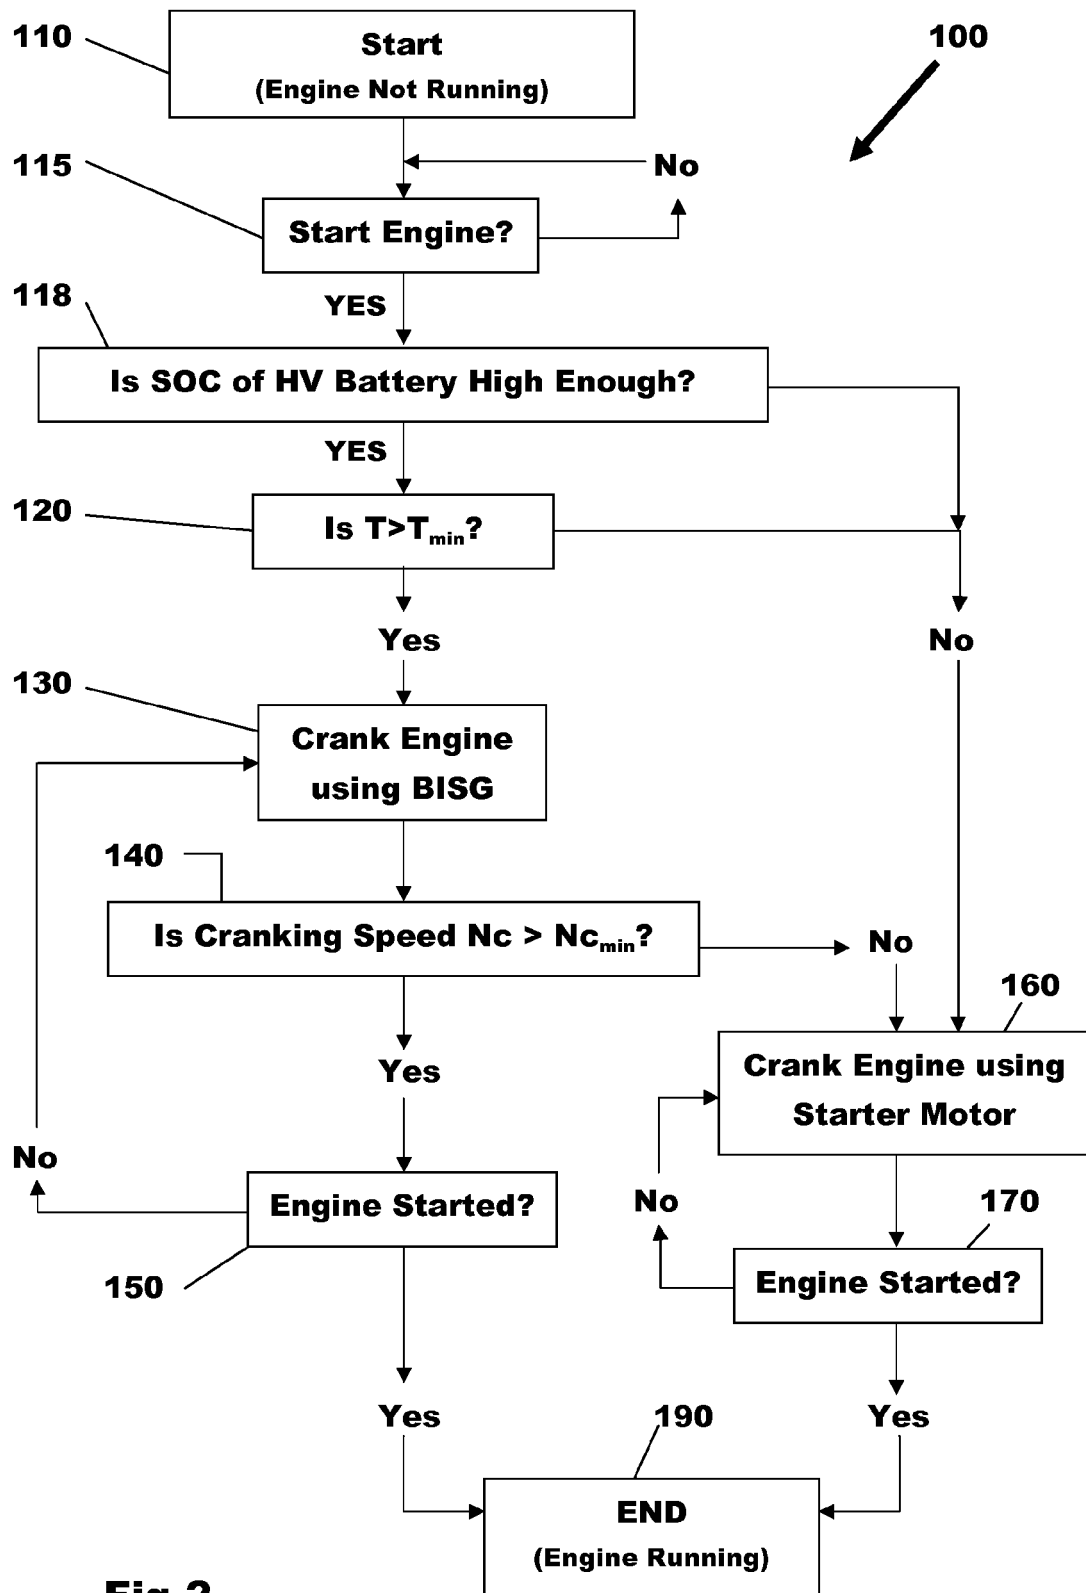 110
Start
(Engine Not Running)
100
115
No
Start Engine?
118
YES
Is SOC of HV Battery High Enough?
YES
120
Is T>Tmin?
Yes
No
130
Crank Engine
using BISG
140
Is Cranking Speed Nc > Ncmin?
No
160
Yes
Crank Engine using
Starter Motor
No
No
170
Engine Started?
150
Engine Started?
Yes
190
Yes
END
(Engine Running)